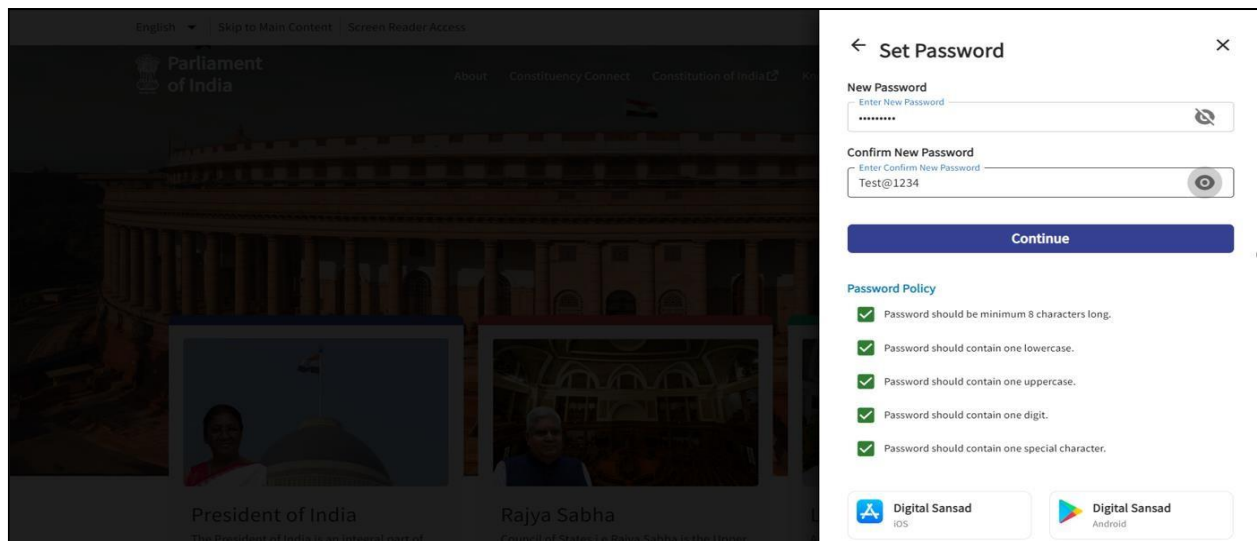 English
Skip to Main Content
Screen Reader Access
Parliament
of India
About
Constituency Connect
Constitution of India
President of India
The President of India is an integral part of
Rajya Sabha
Council of States i.e Rajya Sabha is the Upper
L
Set Password
New Password
Enter New Password
•••••••••
Confirm New Password
Enter Confirm New Password
Test@1234
Continue
Password Policy
Password should be minimum 8 characters long.
Password should contain one lowercase.
Password should contain one uppercase.
Password should contain one digit.
Password should contain one special character.
Digital Sansad
iOS
Digital Sansad
Android